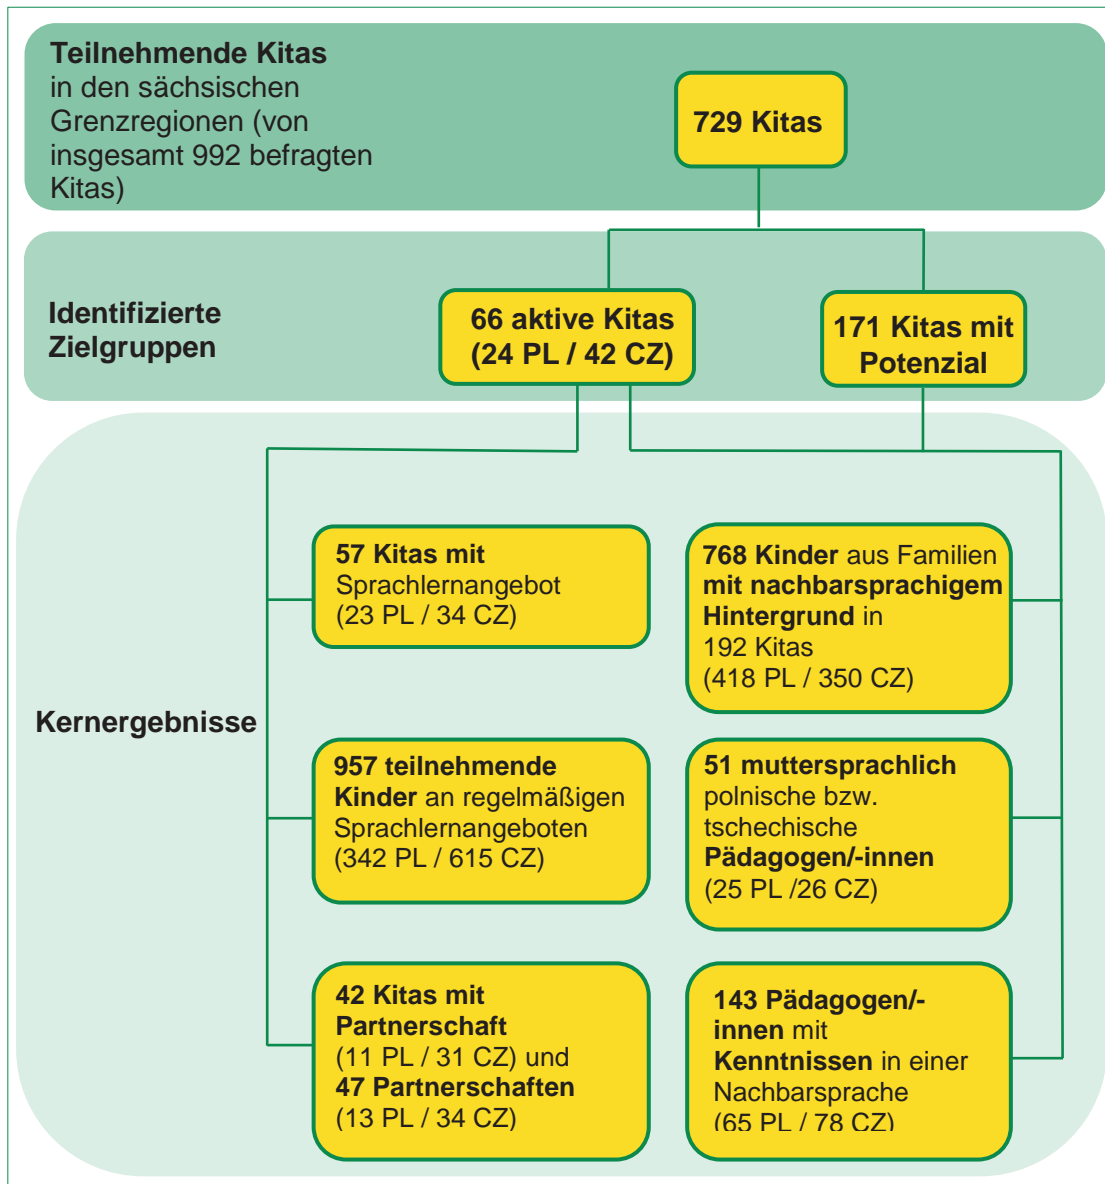 Teilnehmende Kitas
in den sächsischen
Grenzregionen (von
insgesamt 992 befragten
Kitas)
729 Kitas
Identifizierte
Zielgruppen
66 aktive Kitas
(24 PL / 42 CZ)
171 Kitas mit
Potenzial
Kernergebnisse
57 Kitas mit
Sprachlernangebot
(23 PL / 34 CZ)
957 teilnehmende
Kinder an regelmäßigen
Sprachlernangeboten
(342 PL / 615 CZ)
42 Kitas mit
Partnerschaft
(11 PL / 31 CZ) und
47 Partnerschaften
(13 PL / 34 CZ)
768 Kinder aus Familien
mit nachbarsprachigem
Hintergrund in
192 Kitas
(418 PL / 350 CZ)
51 muttersprachlich
polnische bzw.
tschechische
Pädagogen/-innen
(25 PL /26 CZ)
143 Pädagogen/-
innen mit
Kenntnissen in einer
Nachbarsprache
(65 PL / 78 CZ)